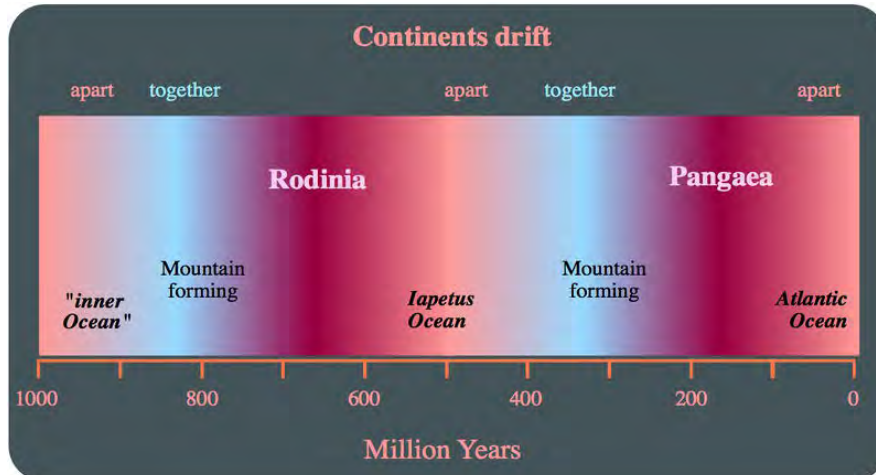 Continents drift
apart together apart together apart
Rodinia Pangaea
Mountain
forming
Mountain
forming
"inner
Ocean"
Iapetus
Ocean
Atlantic
Ocean
1000 800 600 400 200 0
Million Years